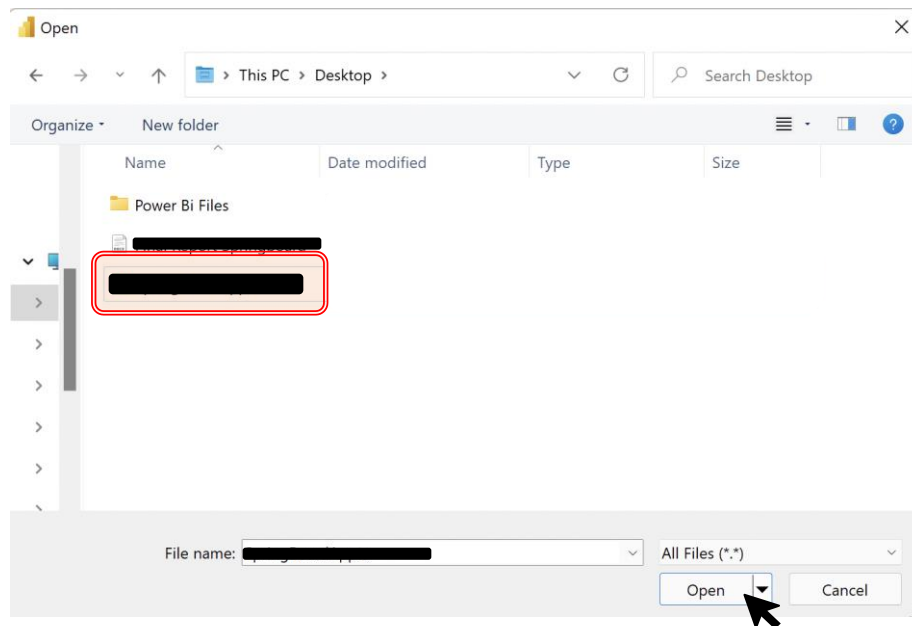 Open
This PC > Desktop >
Search Desktop
Organize
New folder
Name
Date modified
Type
Size
Power Bi Files
File name:
All Files (*.*)
Open
Cancel